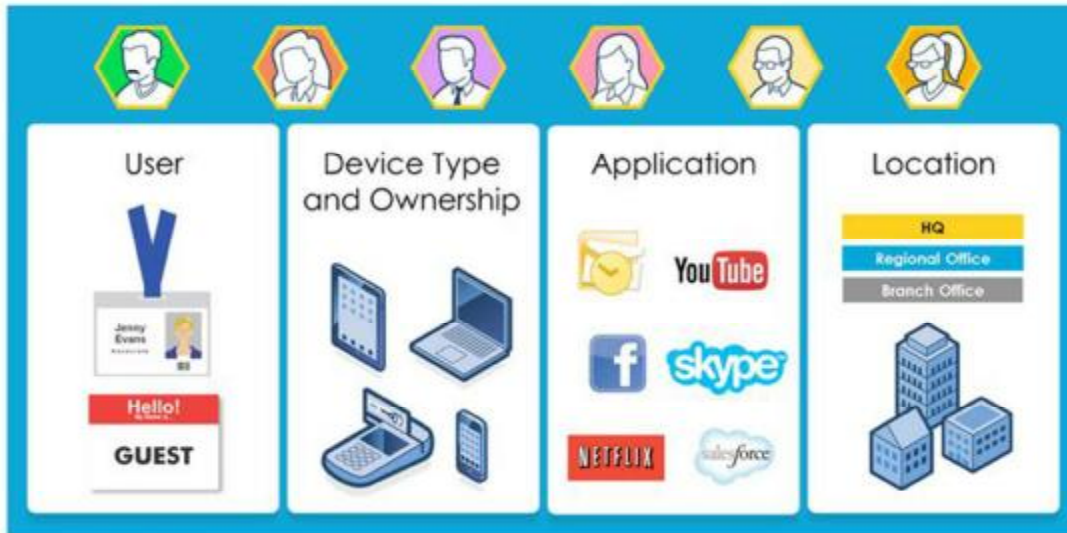 User
Jenny
Evans
Hello!
GUEST
Device Type
and Ownership
Application
YouTube
f
skype
NETFLIX
salesforce
Location
HQ
Regional Office
Branch Office